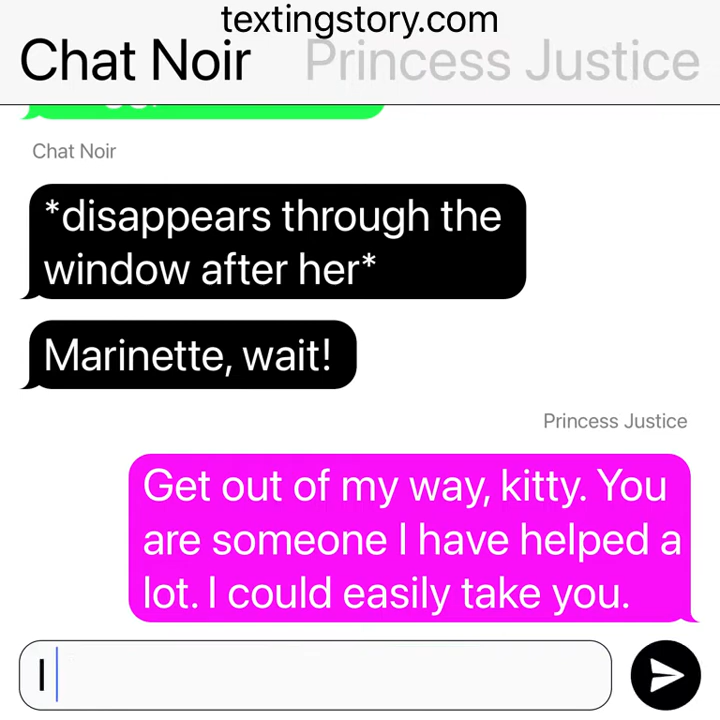 textingstory.com
Chat Noir Princess Justice
Chat Noir
*disappears through the
window after her*
Marinette, wait!
Princess Justice
Get out of my way, kitty. You
are someone I have helped a
lot. I could easily take you.
I